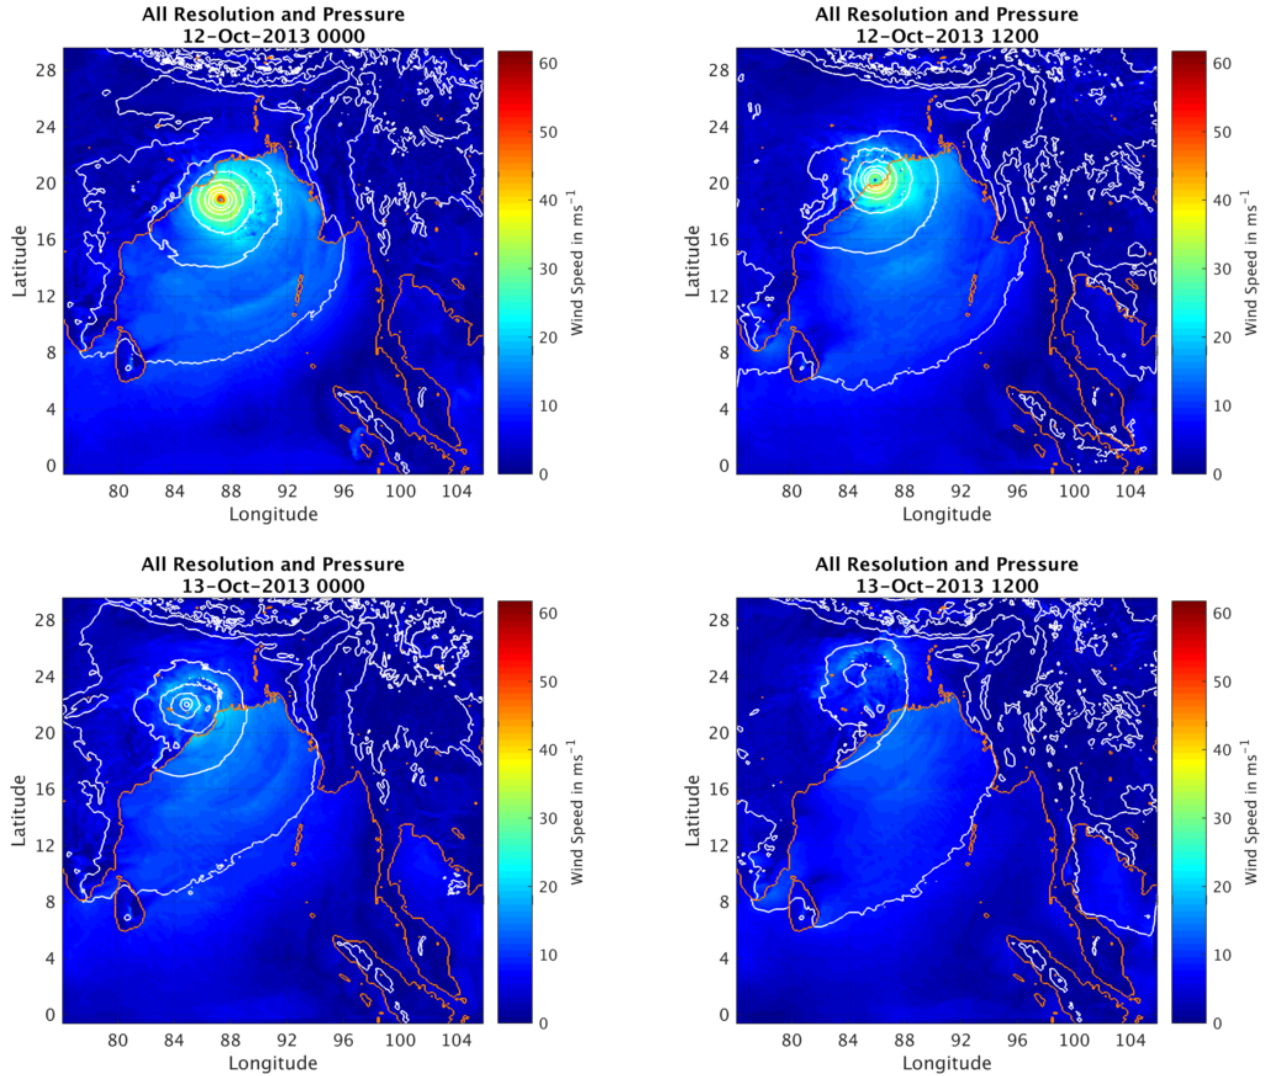 All Resolution and Pressure
12-Oct-2013 0000
28
24
20
16
12
8
4
0
Latitude
80 84 88 92 96 100 104
Longitude
60
50
40
30
20
10
0
Wind Speed in ms⁻¹
All Resolution and Pressure
12-Oct-2013 1200
28
24
20
16
12
8
4
0
Latitude
80 84 88 92 96 100 104
Longitude
60
50
40
30
20
10
0
Wind Speed in ms⁻¹
All Resolution and Pressure
13-Oct-2013 0000
28
24
20
16
12
8
4
0
Latitude
80 84 88 92 96 100 104
Longitude
60
50
40
30
20
10
0
Wind Speed in ms⁻¹
All Resolution and Pressure
13-Oct-2013 1200
28
24
20
16
12
8
4
0
Latitude
80 84 88 92 96 100 104
Longitude
60
50
40
30
20
10
0
Wind Speed in ms⁻¹